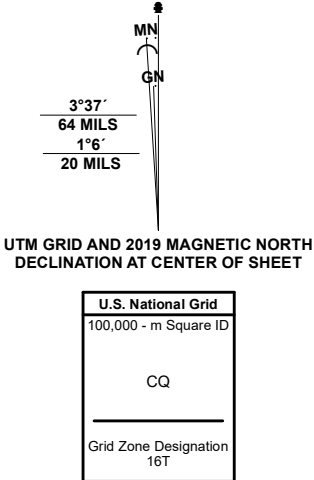 MN
GN
3°37´
64 MILS
1°6´
20 MILS
UTM GRID AND 2019 MAGNETIC NORTH
DECLINATION AT CENTER OF SHEET
U.S. National Grid
100,000 - m Square ID
CQ
Grid Zone Designation
16T